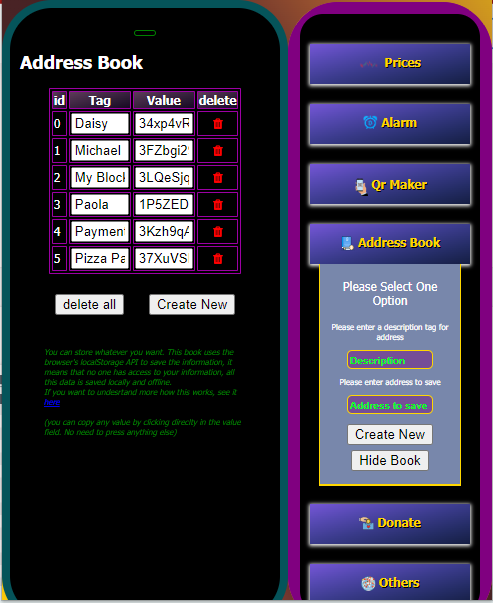 Address Book
id Tag Value delete
0 Daisy 34xp4vR
1 Michael 3FZbgi2
2 My Block 3LQeSjq
3 Paola 1P5ZED
4 Payment 3Kzh9qA
5 Pizza Pa 37XuVS
delete all Create New
You can store whatever you want. This book uses the
browser's localStorage API to save the information, it
means that no one has access to your information, all
this data is saved locally and offline.
If you want to undesrtand more how this works, see it
here
(you can copy any value by clicking direclty in the value
field. No need to press anything else)
Prices
Alarm
Qr Maker
Address Book
Please Select One
Option
Please enter a description tag for
address
Description
Please enter address to save
Address to save
Create New
Hide Book
Donate
Others